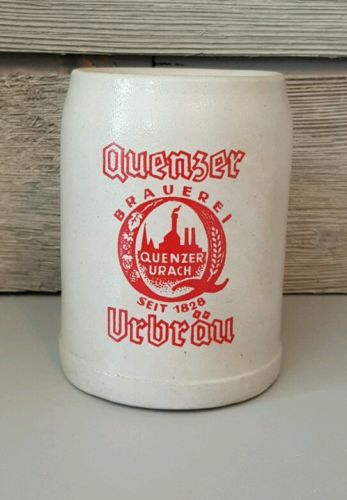 Quenzer
BRAUEREI
QUENZER
URACH
SEIT 1828
Urbräu